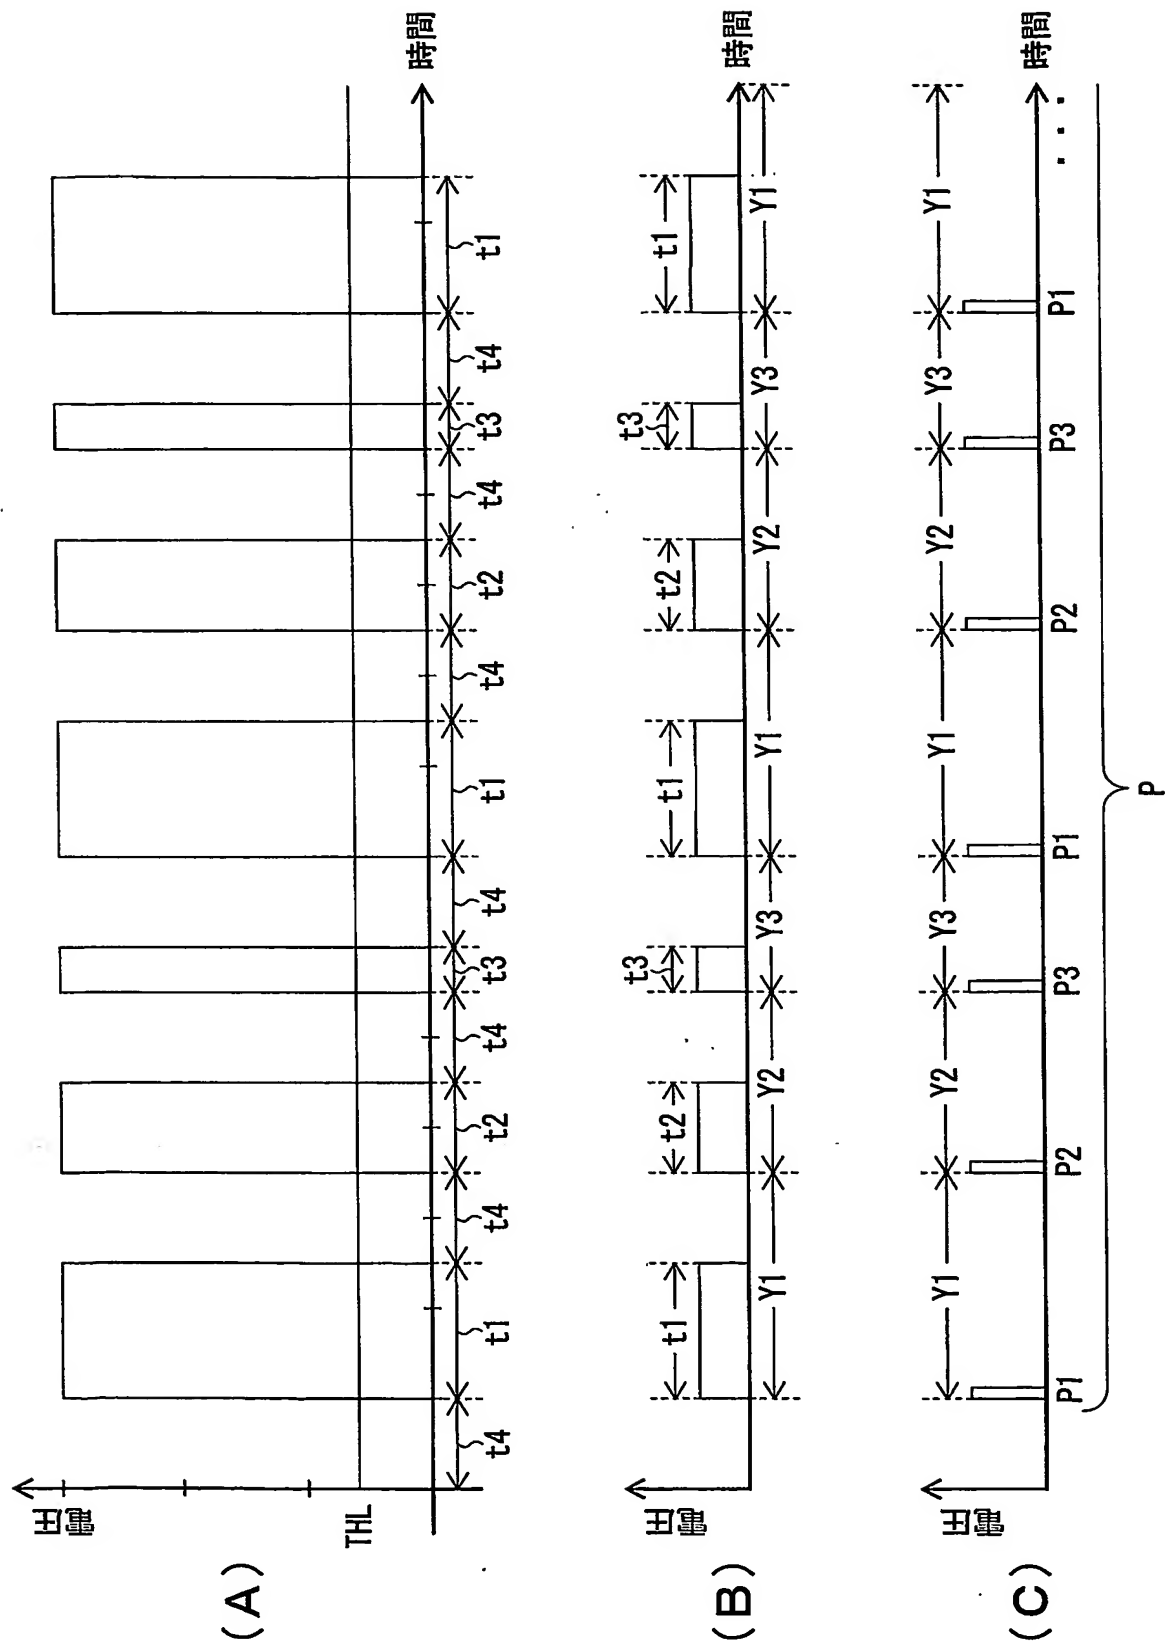 (A)
電圧
THL
t4 t1 t4 t2 t4 t3 t4 t1 t4 t2 t4 t3 t4 t1
時間
(B)
電圧
t1 t2 t3 t1 t2 t3 t1
Y1 Y2 Y3 Y1 Y2 Y3 Y1
時間
(C)
電圧
Y1 Y2 Y3 Y1 Y2 Y3 Y1
時間
P1 P2 P3 P1 P2 P3 P1 ...
P